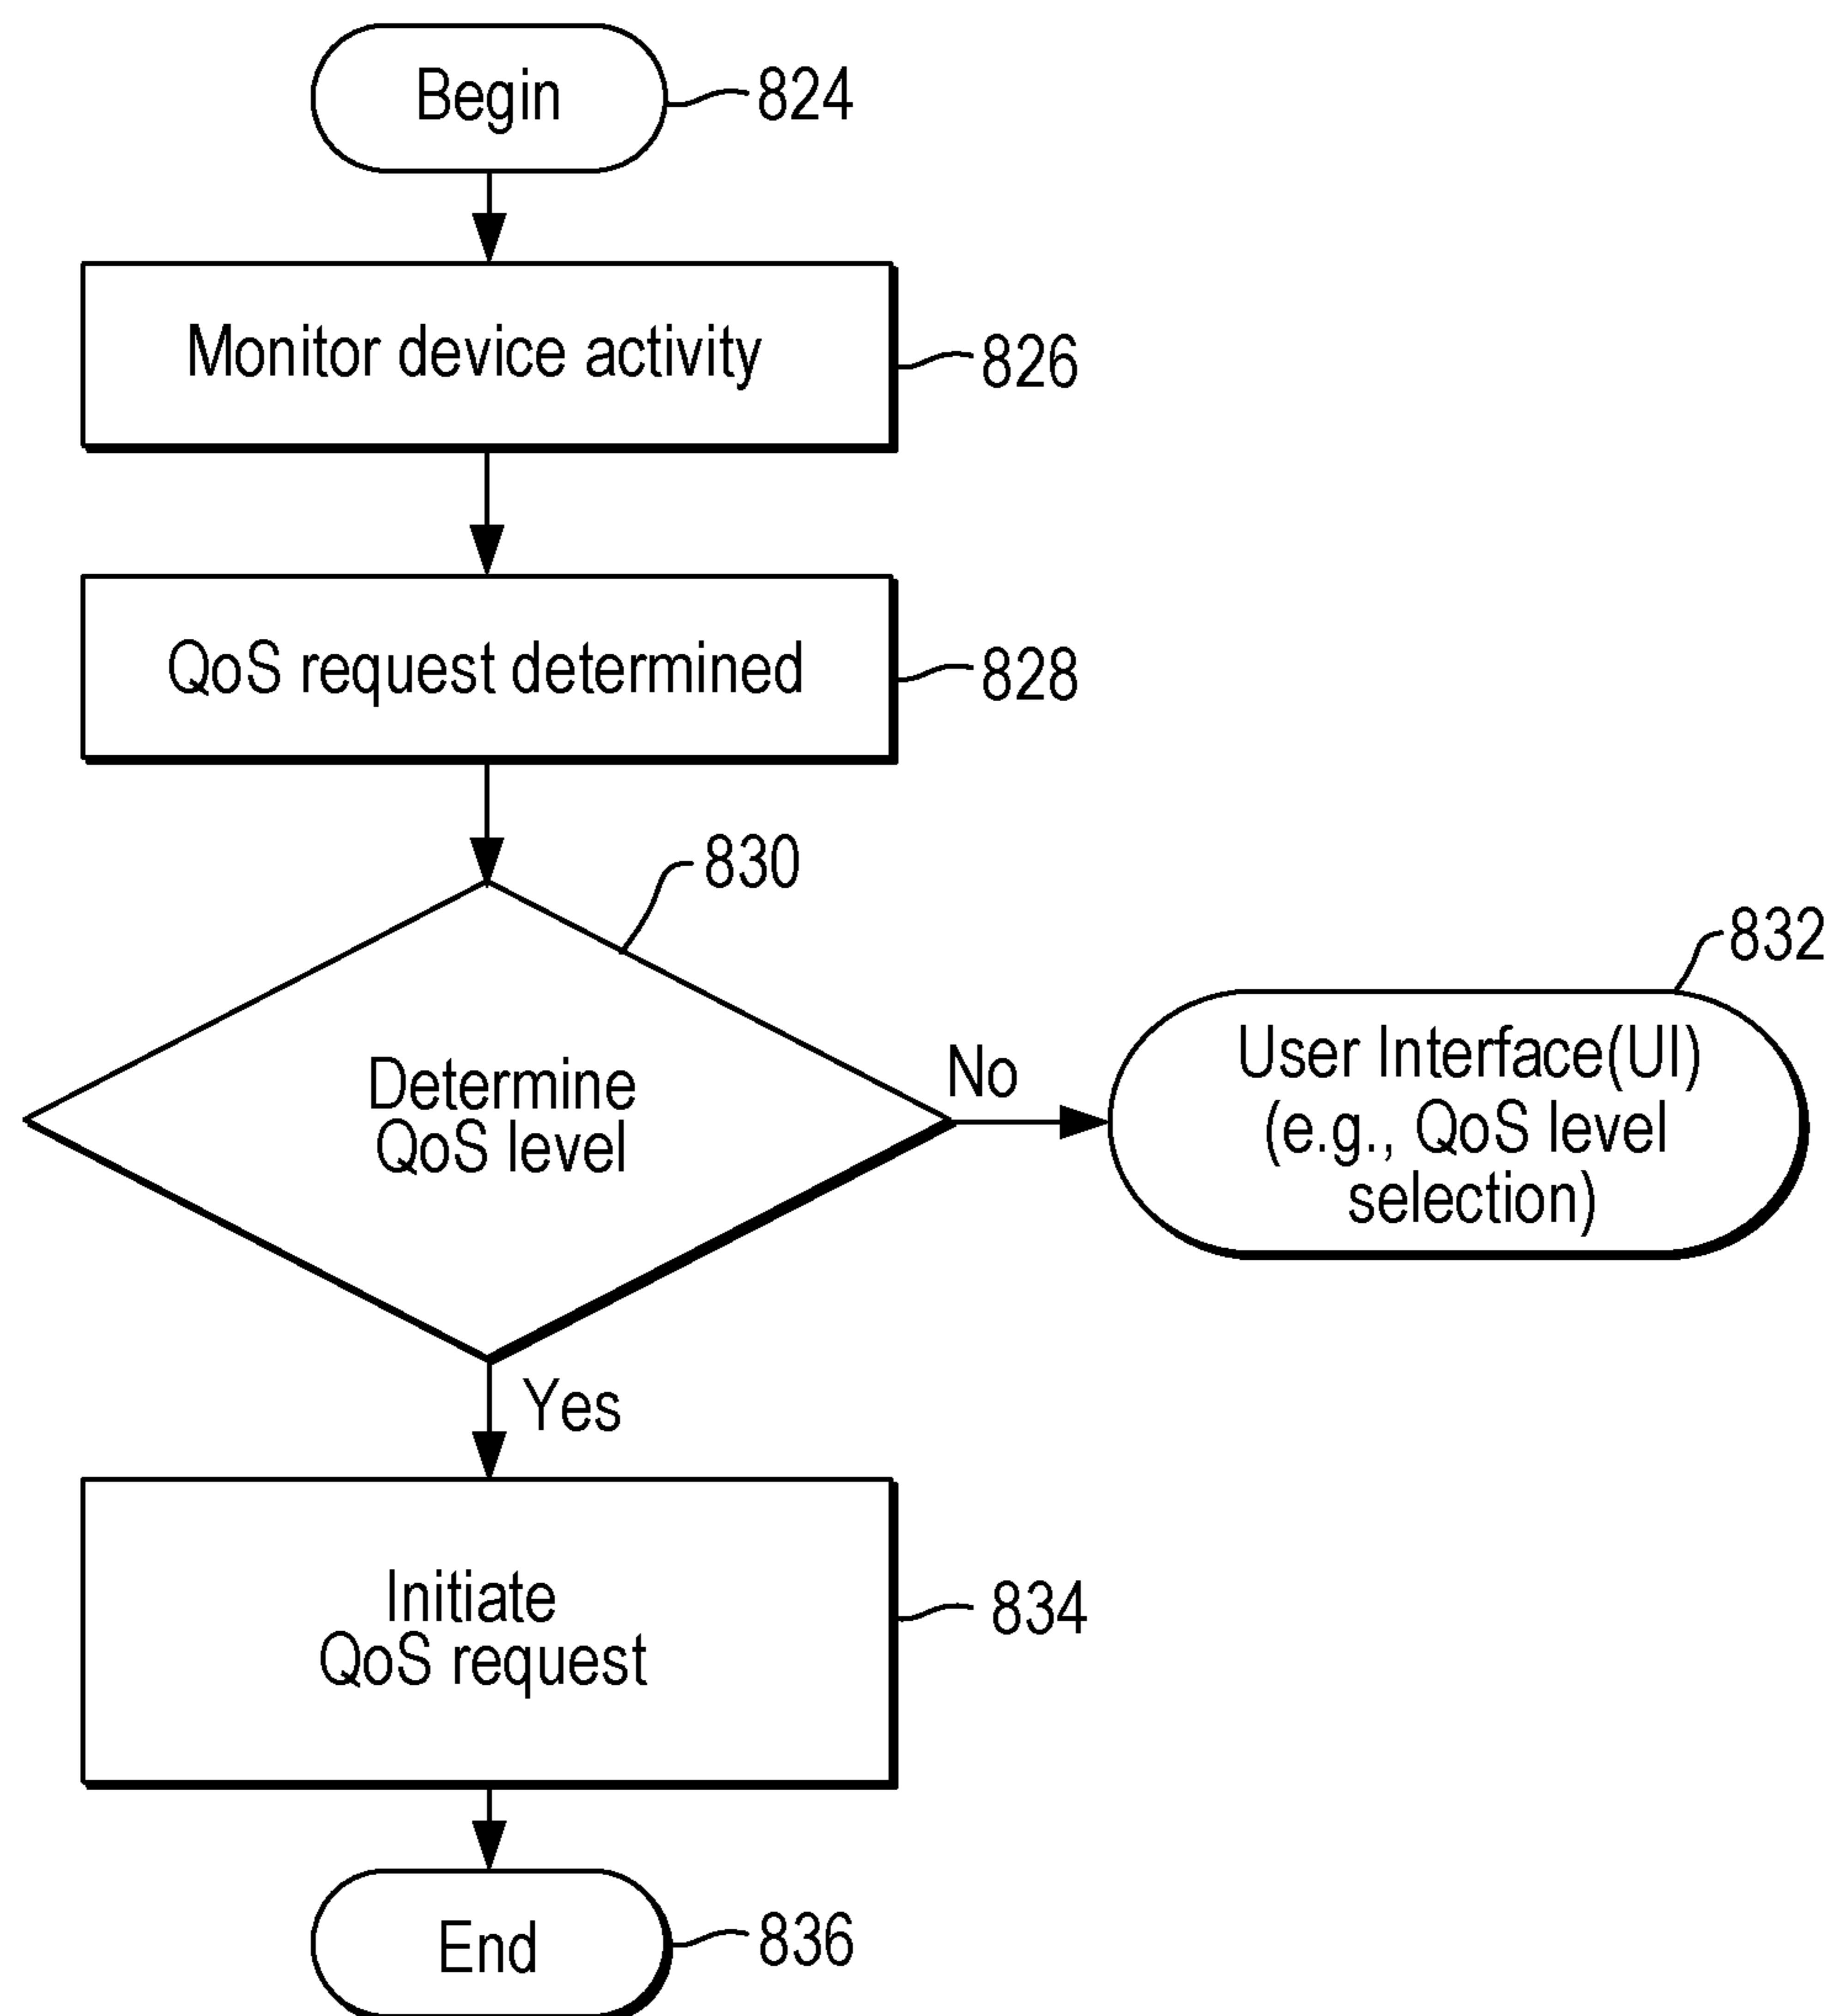 Begin
824
Monitor device activity
826
QoS request determined
828
830
Determine
QoS level
No
832
User Interface(UI)
(e.g., QoS level
selection)
Yes
Initiate
QoS request
834
End
836